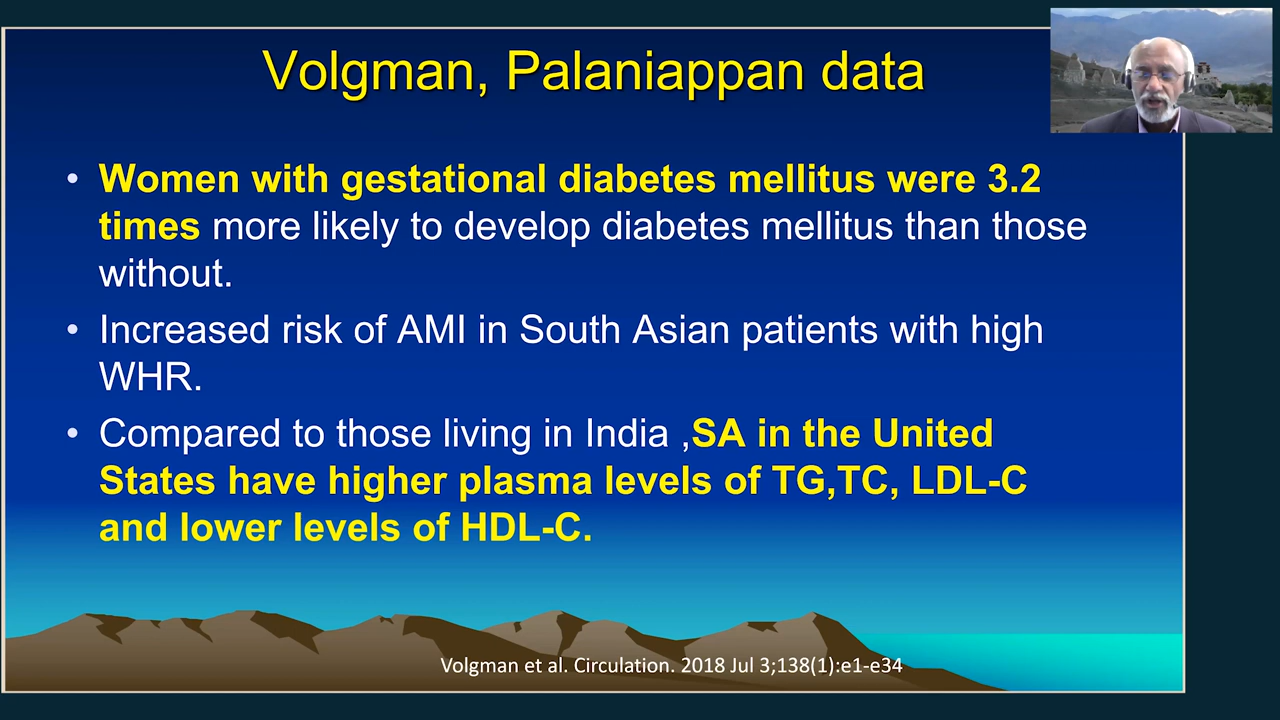 Volgman, Palaniappan data
• Women with gestational diabetes mellitus were 3.2
times more likely to develop diabetes mellitus than those
without.
• Increased risk of AMI in South Asian patients with high
WHR.
• Compared to those living in India ,SA in the United
States have higher plasma levels of TG,TC, LDL-C
and lower levels of HDL-C.
Volgman et al. Circulation. 2018 Jul 3;138(1):e1-e34